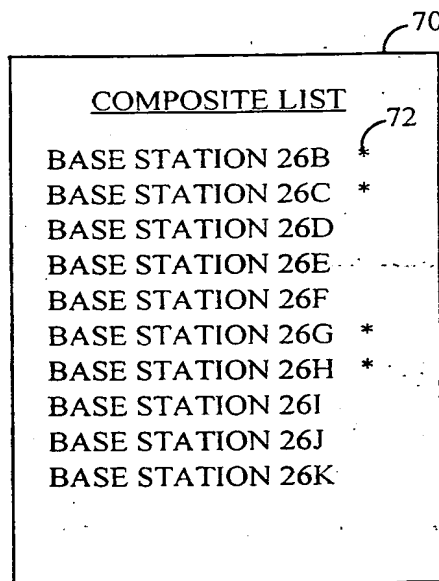 70
COMPOSITE LIST
72
BASE STATION 26B *
BASE STATION 26C *
BASE STATION 26D
BASE STATION 26E
BASE STATION 26F
BASE STATION 26G *
BASE STATION 26H *
BASE STATION 26I
BASE STATION 26J
BASE STATION 26K